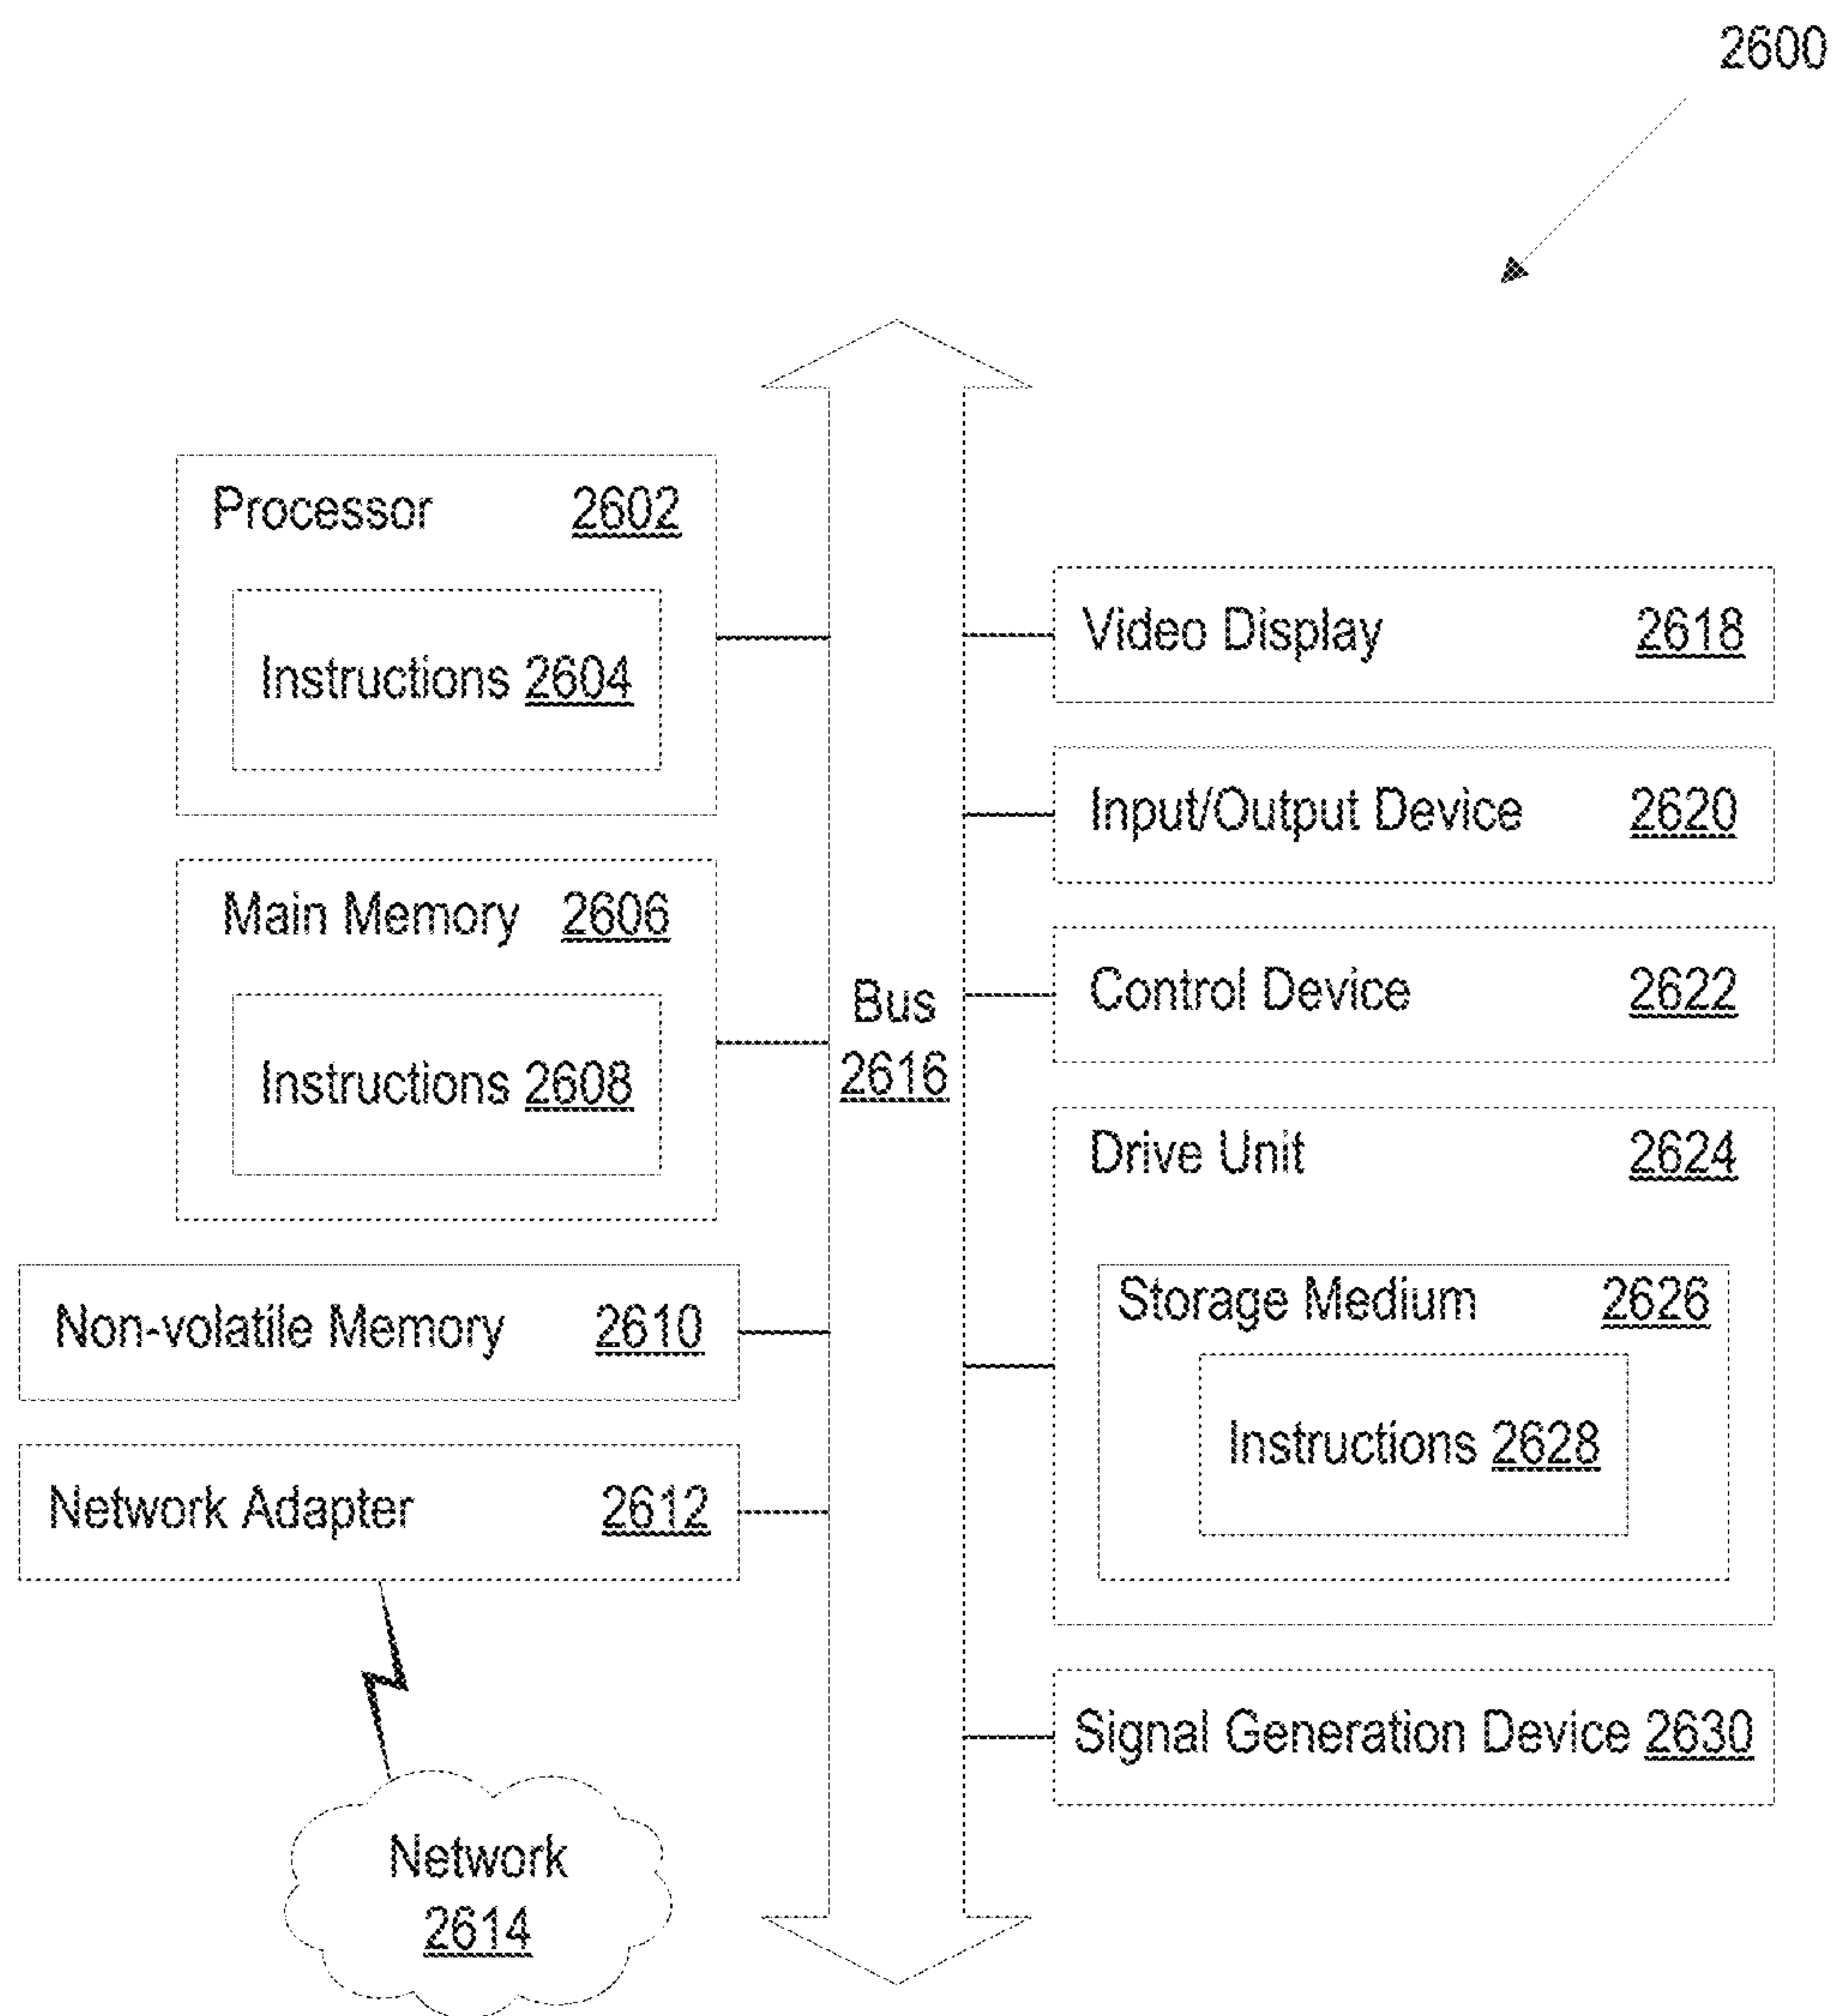 2600
Processor 2602
Instructions 2604
Main Memory 2606
Instructions 2608
Non-volatile Memory 2610
Network Adapter 2612
Network
2614
Bus
2616
Video Display 2618
Input/Output Device 2620
Control Device 2622
Drive Unit 2624
Storage Medium 2626
Instructions 2628
Signal Generation Device 2630